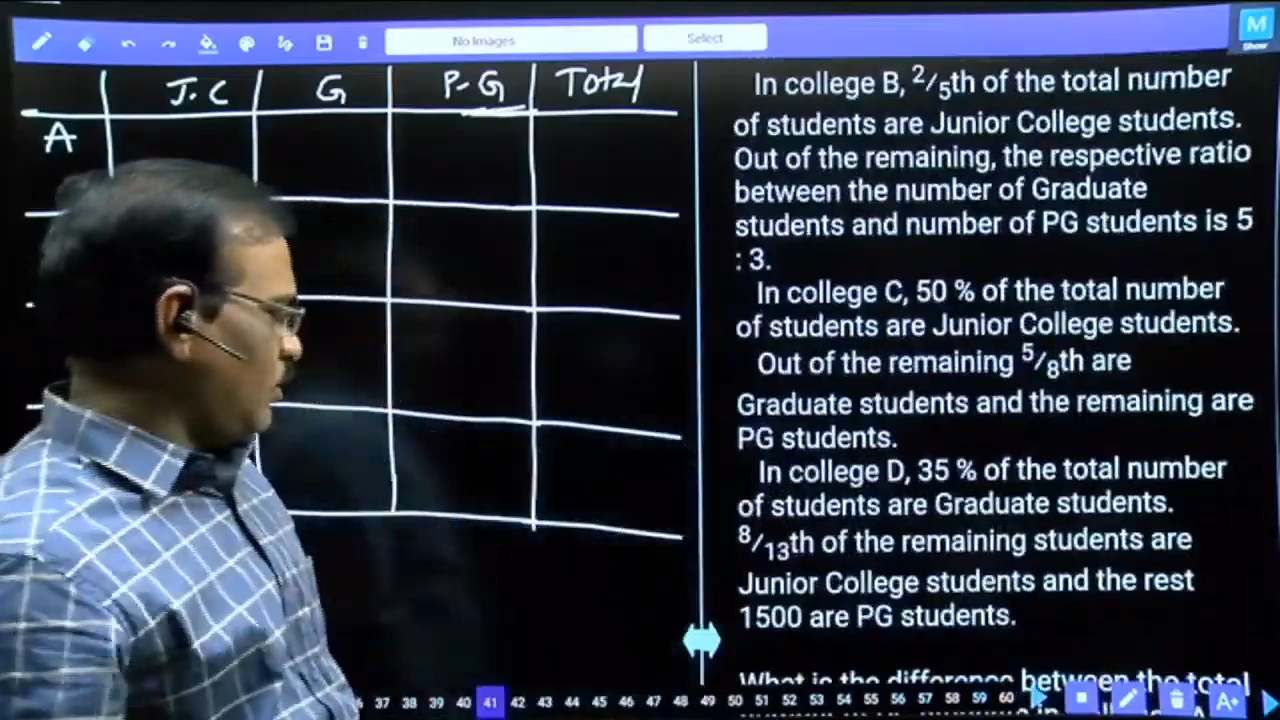 No Images
Select
M
Show
J.C G P-G Total
A
In college B, 2/5th of the total number
of students are Junior College students.
Out of the remaining, the respective ratio
between the number of Graduate
students and number of PG students is 5
: 3.
In college C, 50 % of the total number
of students are Junior College students.
Out of the remaining 5/8th are
Graduate students and the remaining are
PG students.
In college D, 35 % of the total number
of students are Graduate students.
8/13th of the remaining students are
Junior College students and the rest
1500 are PG students.
What is the difference between the total
37 38 39 40 41 42 43 44 45 46 47 48 49 50 51 52 53 54 55 56 57 58 59 60
A+